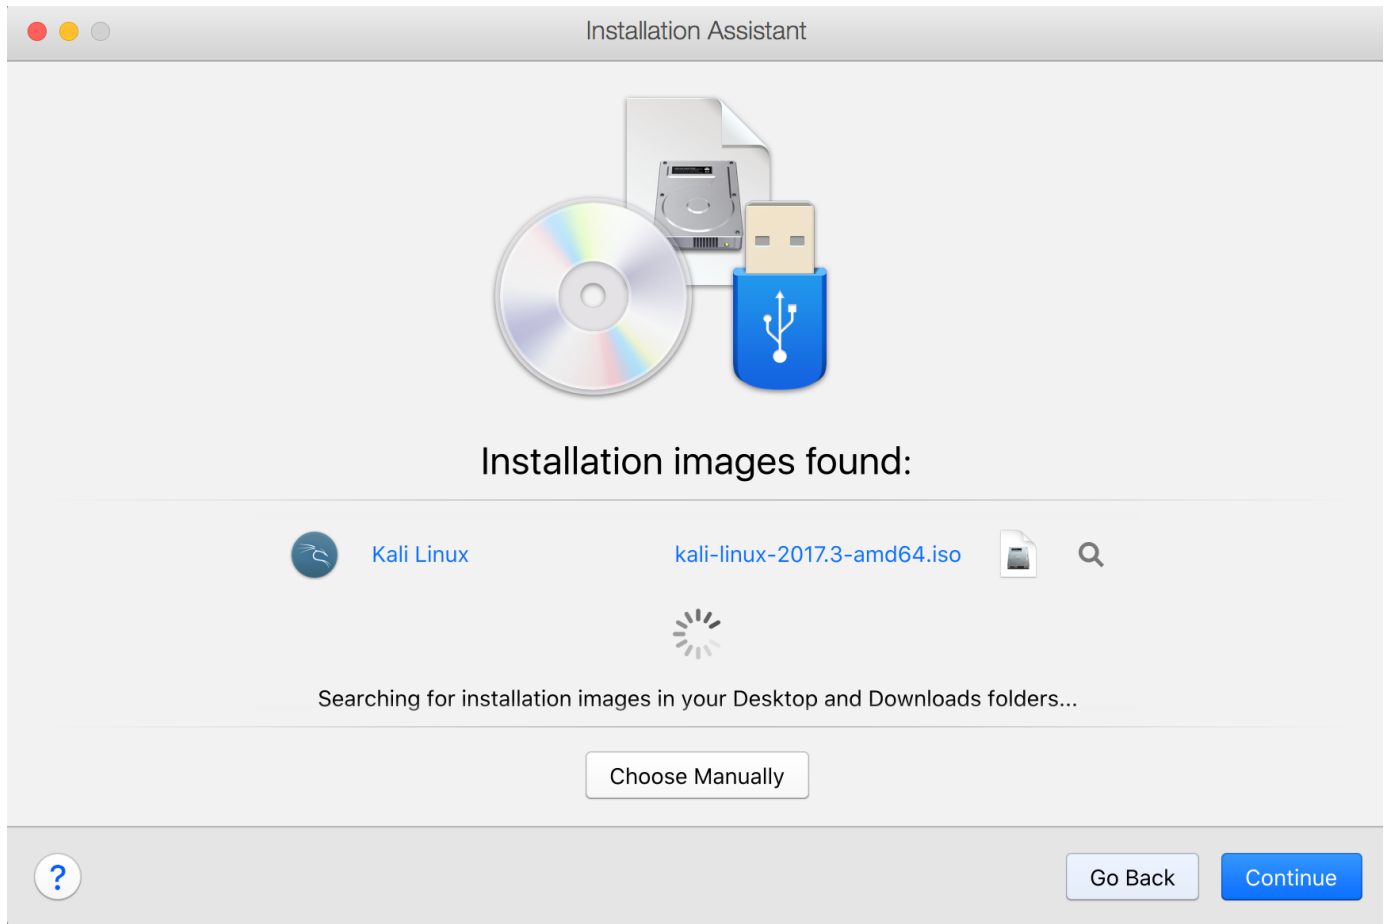 Installation Assistant
Installation images found:
Kali Linux kali-linux-2017.3-amd64.iso
Searching for installation images in your Desktop and Downloads folders...
Choose Manually
? Go Back Continue